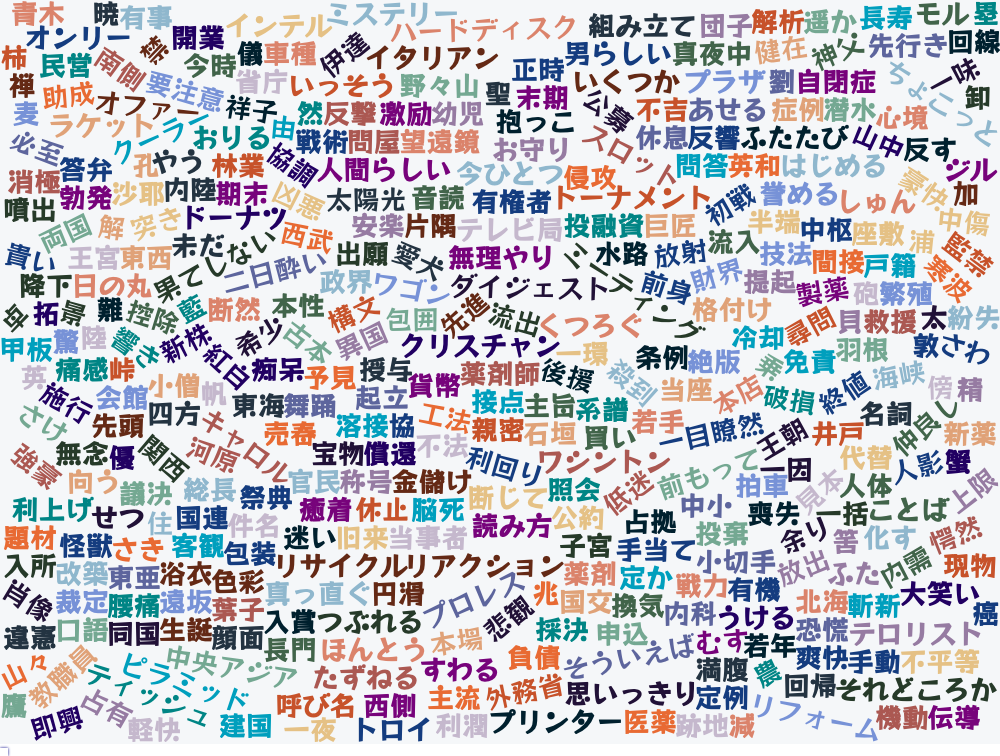 青木 暁 有事 インテル ミステリー ハードディスク 組み立て 団子 解析 遥か 長寿 モル 塁
オンリー 禁 開業 儀 車種 伊達 イタリアン 男らしい 真夜中 健在 神父 先行き 回線
柿 民営 南側 今時 省庁 いっそう 野々山 正時 いくつか プラザ 劉 自閉症 ちょこっと 一味
禅 助成 オファー 要注意 祥子 然 反撃 激励 幼児 聖 末期 公募 不吉 あせる 症例 潜水 心境 卸
麦 ラケット クーラー おりる 由 戦術 問屋 望遠鏡 抱っこ お守り スロット 休息 反響 ふたたび 山中 反す
必至 答弁 孔 やう 林業 協調 人間らしい 今ひとつ 侵攻 問答 英和 はじめる ジル
消極 勃発 沙耶 内陸 期末 凶悪 太陽光 音読 有権者 トーナメント 初戦 誉める しゅん 豪快 加
噴出 両国 解 突き ドーナツ 安楽 片隅 テレビ局 投融資 巨匠 半端 中枢 座敷 浦 中傷
貴い 王宮 東西 未だ 果てしない 西武 出願 愛犬 無理やり ミーティング 水路 放射 流入 技法 間接 戸籍 監禁
降下 日の丸 二日酔い 政界 ワゴン ダイジェスト 前身 財界 提起 製薬 砲 繁殖 寒波
卓 拓 景 難 控除 藍 断然 本性 構文 包囲 先進 流出 くつろぐ 格付け 冷却 尋問 貝 救援 太 紛失
甲板 驚 陸 響き 新株 紅白 希少 古本 異国 クリスチャン 一環 条例 絶版 乗 免責 羽根 敦さわ
英 痛感 峠 小僧 帆 痴呆 予見 授与 貨幣 薬剤師 後援 殺到 当座 本店 破損 終値 海峡 傍 精
施行 会館 四方 東海 舞踊 起立 工法 接点 主旨 系譜 若手 一目瞭然 王朝 井戸 名詞 仲良し 新薬
さけ 先頭 キャロル 売春 溶接 協 不法 親密 石垣 買い
強豪 無念 優 関西 河原 宝物 償還 利回り ワシントン 前もって 一因 代替 人影 蟹
向う 議決 総長 祭典 官民 称号 金儲け 断じて 照会 低迷 中小 拍車 見本 人体 上限
利上げ せつ 住 国連 件名 癒着 休止 脳死 読み方 公約 占拠 投棄 喪失 余り 一括 ことば
題材 怪獣 さき 客観 包装 迷い 旧来 当事者 子宮 手当て 小切手 放出 答 化す 愕然
入所 改築 東亜 浴衣 色彩 リサイクル リアクション 薬剤 定か 戦力 有機 ふた 内需 現物
肖像 裁定 腰痛 遠坂 葉子 真っ直ぐ 円滑 プロレス 兆 国交 換気 内科 うける 北海 斬新 大笑い 癌
違憲 口語 同国 生誕 顔面 入賞 つぶれる 悲観 採決 申込 むす 若年 恐慌 テロリスト
山々 教職員 ティッシュ ピラミッド 中央アジア 長門 ほんとう 本場 負債 そういえば 満腹 農 爽快 手動 不平等
鷹 占有 たずねる すわる 主流 外務省 思いっきり 定例 回帰 それどころか
即興 軽快 建国 一夜 呼び名 西側 トロイ 利潤 プリンター 医薬 跡地 減 リフォーム 機動 伝導